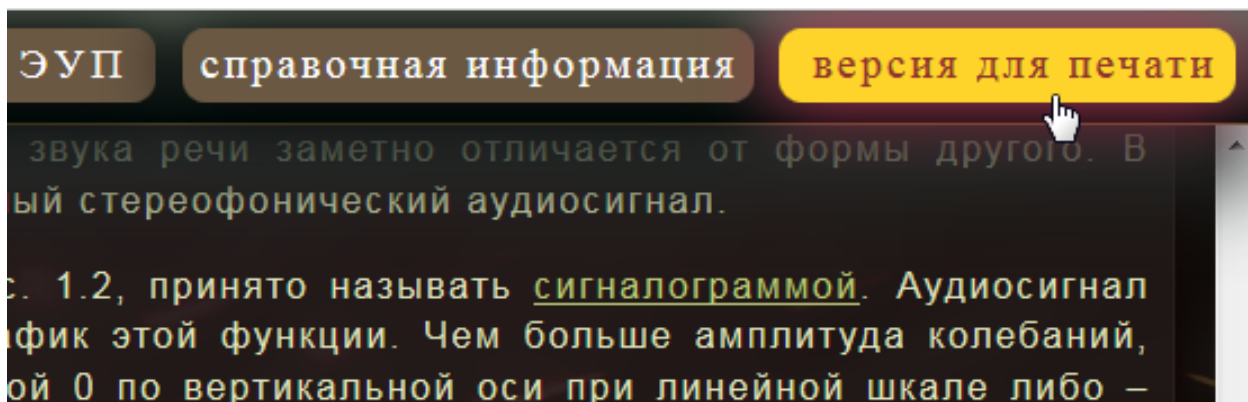 ЭУП справочная информация версия для печати
звука речи заметно отличается от формы другого. В
ый стереофонический аудиосигнал.
с. 1.2, принято называть сигналограммой. Аудиосигнал
афик этой функции. Чем больше амплитуда колебаний,
ой 0 по вертикальной оси при линейной шкале либо –